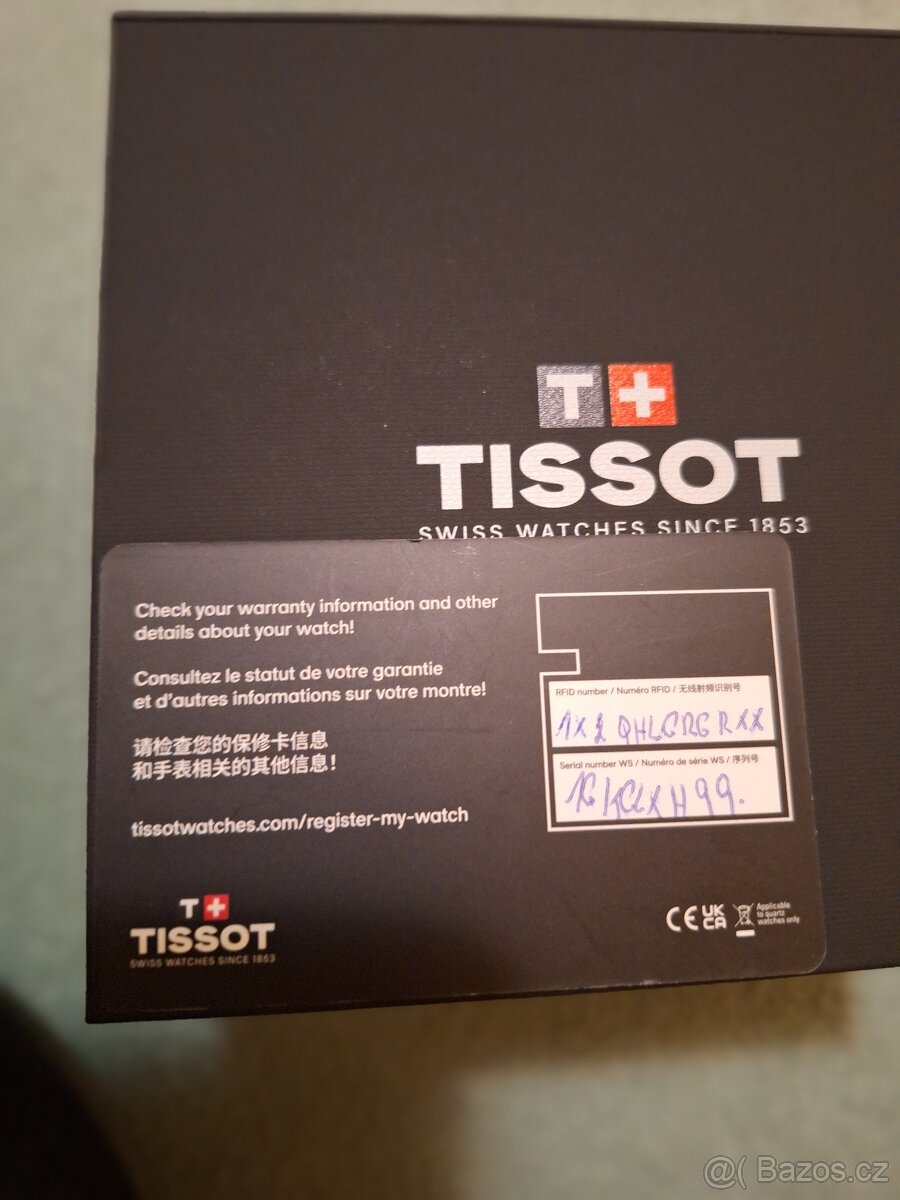 T
TISSOT
SWISS WATCHES SINCE 1853
Check your warranty information and other
details about your watch!
Consultez le statut de votre garantie
et d'autres informations sur votre montre!
请检查您的保修卡信息
和手表相关的其他信息!
tissotwatches.com/register-my-watch
RFID number / Numéro RFID / 无线射频识别号
Serial number WS / Numéro de série WS / 序列号
T
TISSOT
SWISS WATCHES SINCE 1853
CE UK CA
Applicable
to quartz
watches only
@( Bazos.cz